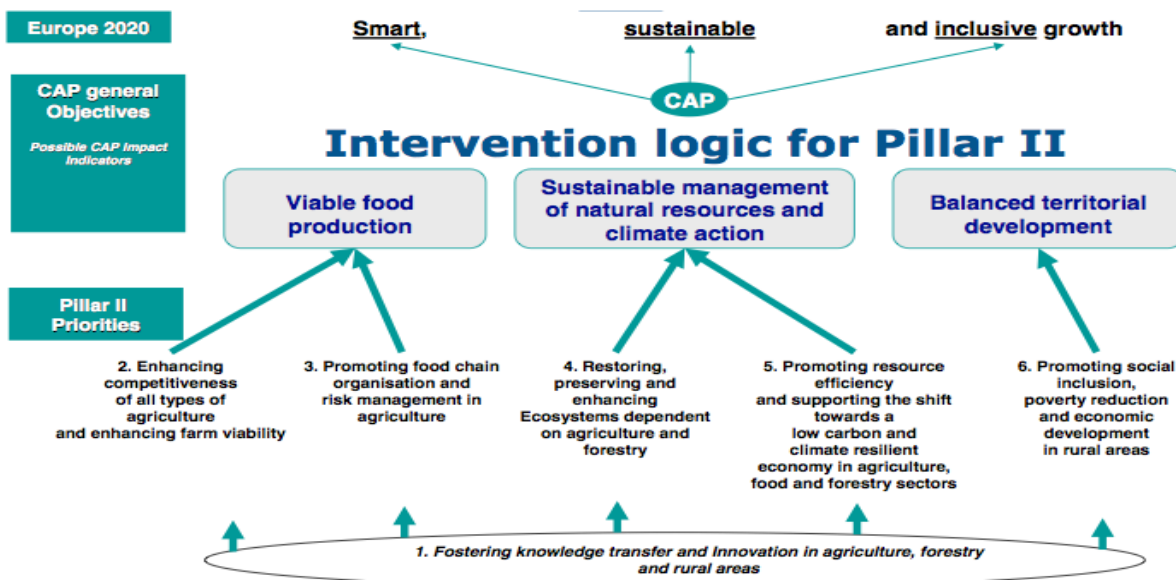 Europe 2020
Smart,
sustainable
and inclusive growth
CAP general
Objectives
Possible CAP Impact
Indicators
CAP
Intervention logic for Pillar II
Viable food
production
Sustainable management
of natural resources and
climate action
Balanced territorial
development
Pillar II
Priorities
2. Enhancing
competitiveness
of all types of
agriculture
and enhancing farm viability
3. Promoting food chain
organisation and
risk management in
agriculture
4. Restoring,
preserving and
enhancing
Ecosystems dependent
on agriculture and
forestry
5. Promoting resource
efficiency
and supporting the shift
towards a
low carbon and
climate resilient
economy in agriculture,
food and forestry sectors
6. Promoting social
inclusion,
poverty reduction
and economic
development
in rural areas
1. Fostering knowledge transfer and Innovation in agriculture, forestry
and rural areas